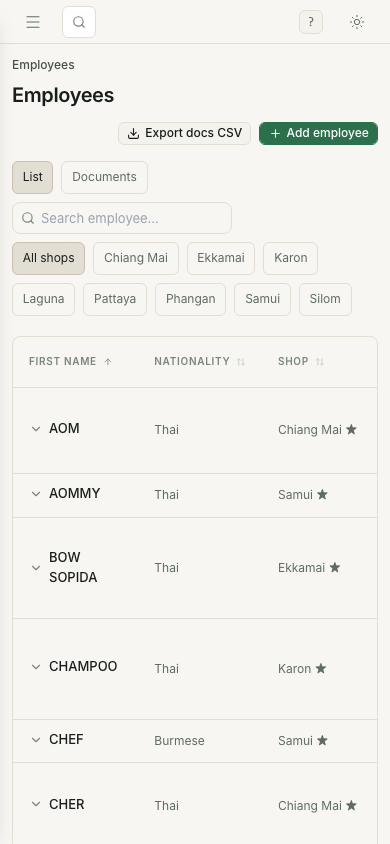 ?
Employees
Employees
Export docs CSV
Add employee
List
Documents
Search employee...
All shops
Chiang Mai
Ekkamai
Karon
Laguna
Pattaya
Phangan
Samui
Silom
FIRST NAME NATIONALITY SHOP
AOM Thai Chiang Mai
AOMMY Thai Samui
BOW
SOPIDA Thai Ekkamai
CHAMPOO Thai Karon
CHEF Burmese Samui
CHER Thai Chiang Mai